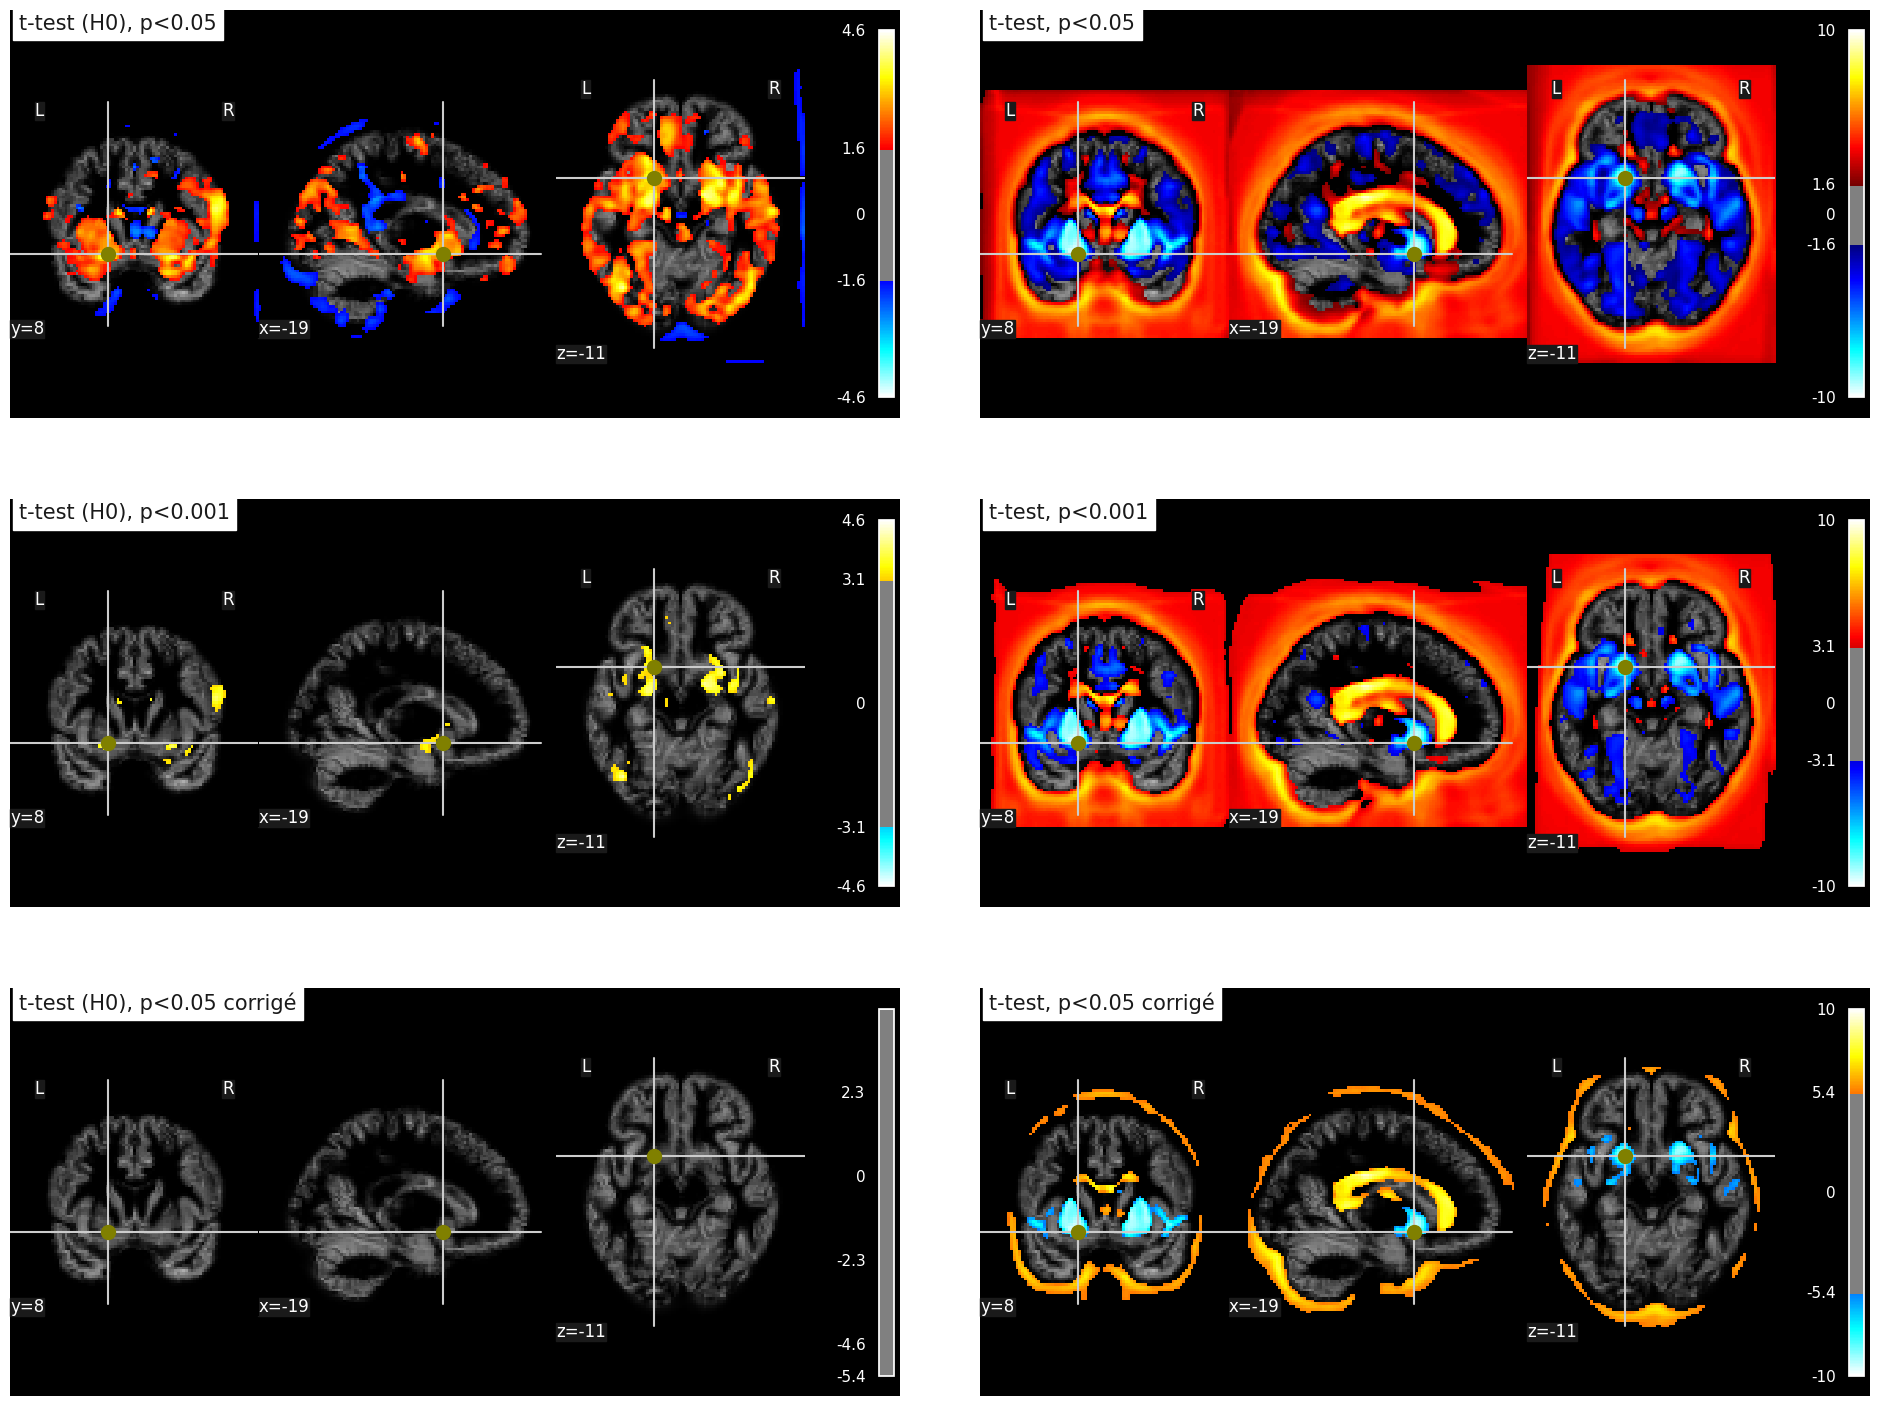 t-test (H0), p<0.05
L R L R
y=8 x=-19 z=-11
4.6
1.6
0
-1.6
-4.6
t-test, p<0.05
L R L R
y=8 x=-19 z=-11
10
1.6
0
-1.6
-10
t-test (H0), p<0.001
L R L R
y=8 x=-19 z=-11
4.6
3.1
0
-3.1
-4.6
t-test, p<0.001
L R L R
y=8 x=-19 z=-11
10
3.1
0
-3.1
-10
t-test (H0), p<0.05 corrigé
L R L R
y=8 x=-19 z=-11
2.3
0
-2.3
-4.6
-5.4
t-test, p<0.05 corrigé
L R L R
y=8 x=-19 z=-11
10
5.4
0
-5.4
-10